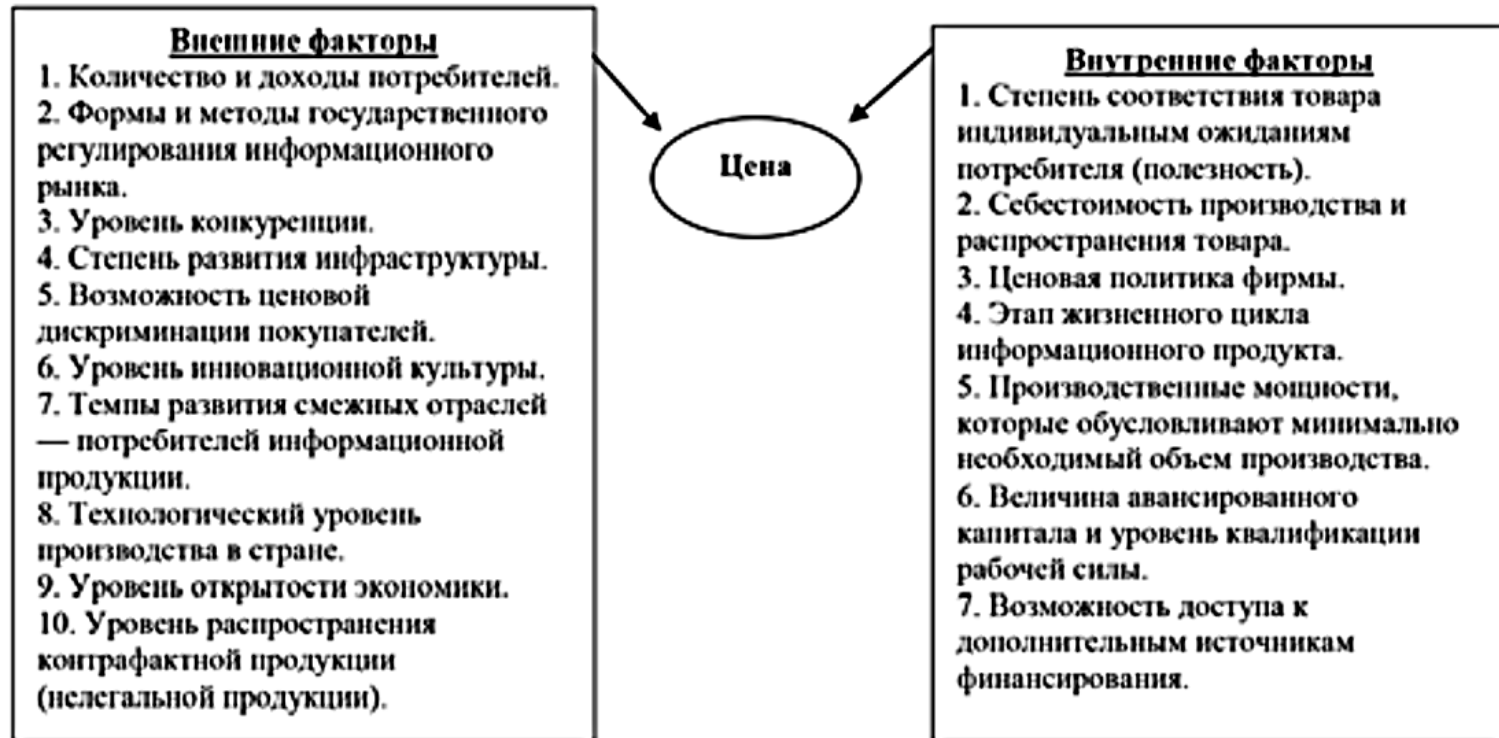 Внешние факторы
1. Количество и доходы потребителей.
2. Формы и методы государственного
регулирования информационного
рынка.
3. Уровень конкуренции.
4. Степень развития инфраструктуры.
5. Возможность ценовой
дискриминации покупателей.
6. Уровень инновационной культуры.
7. Темпы развития смежных отраслей
— потребителей информационной
продукции.
8. Технологический уровень
производства в стране.
9. Уровень открытости экономики.
10. Уровень распространения
контрафактной продукции
(нелегальной продукции).
Цена
Внутренние факторы
1. Степень соответствия товара
индивидуальным ожиданиям
потребителя (полезность).
2. Себестоимость производства и
распространения товара.
3. Ценовая политика фирмы.
4. Этап жизненного цикла
информационного продукта.
5. Производственные мощности,
которые обусловливают минимально
необходимый объем производства.
6. Величина авансированного
капитала и уровень квалификации
рабочей силы.
7. Возможность доступа к
дополнительным источникам
финансирования.